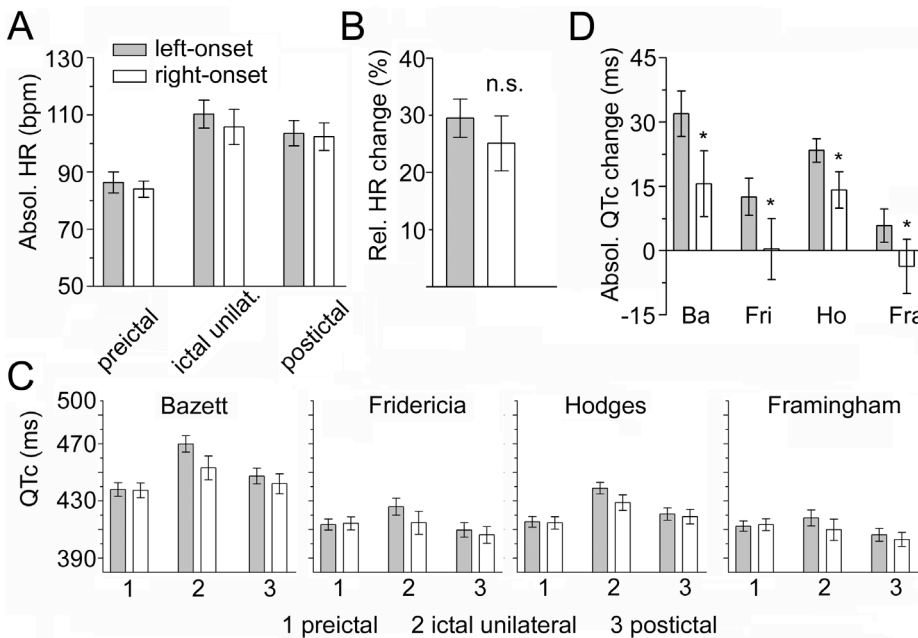 A
Absol. HR (bpm)
130
110
90
70
50
left-onset
right-onset
preictal
ictal unilat.
postictal
B
Rel. HR change (%)
40
30
20
10
0
n.s.
D
Absol. QTc change (ms)
45
30
15
0
-15
*
*
*
*
Ba
Fri
Ho
Fra
C
QTc (ms)
500
470
430
390
Bazett
Fridericia
Hodges
Framingham
1 2 3
1 2 3
1 2 3
1 2 3
1 preictal 2 ictal unilateral 3 postictal